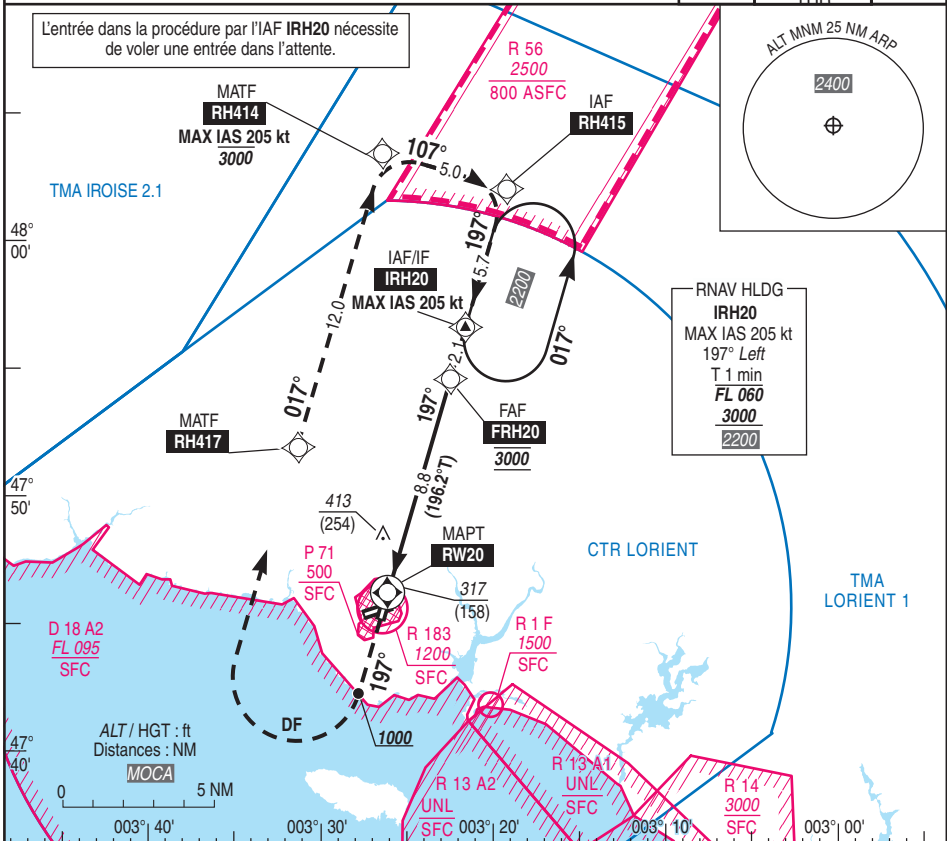 L'entrée dans la procédure par l'IAF IRH20 nécessite
de voler une entrée dans l'attente.
R 56
2500
800 ASFC
ALT MNM 25 NM ARP
2400
MATF
RH414
MAX IAS 205 kt
3000
IAF
RH415
107°
5.0
TMA IROISE 2.1
48°
00'
197°
5.7
IAF/IF
IRH20
MAX IAS 205 kt
2200
12.0
017°
2.1
RNAV HLDG
IRH20
MAX IAS 205 kt
197° Left
T 1 min
FL 060
3000
2200
017°
197°
MATF
RH417
FAF
FRH20
3000
8.8
(196.2°T)
47°
50'
413
(254)
MAPT
RW20
CTR LORIENT
P 71
500
SFC
317
(158)
TMA
LORIENT 1
D 18 A2
FL 095
SFC
R 183
1200
SFC
R 1 F
1500
SFC
197°
DF
1000
ALT / HGT : ft
Distances : NM
MOCA
47°
40'
0
5 NM
R 13 A2
UNL
SFC
R 13 A1
UNL
SFC
R 14
3000
SFC
003° 40'
003° 30'
003° 20'
003° 10'
003° 00'